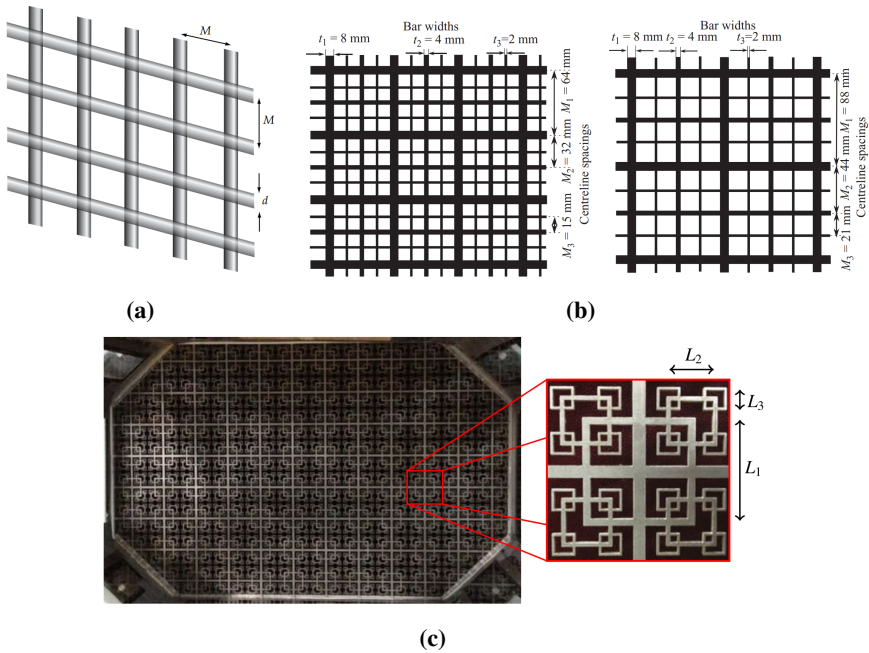 M
M
d
(a)
Bar widths
t₁ = 8 mm t₂ = 4 mm t₃=2 mm
M₁ = 64 mm
M₂ = 32 mm
M₃ = 15 mm
Centreline spacings
Bar widths
t₁ = 8 mm t₂ = 4 mm t₃=2 mm
M₁ = 88 mm
M₂ = 44 mm
M₃ = 21 mm
Centreline spacings
(b)
L₂
L₃
L₁
(c)